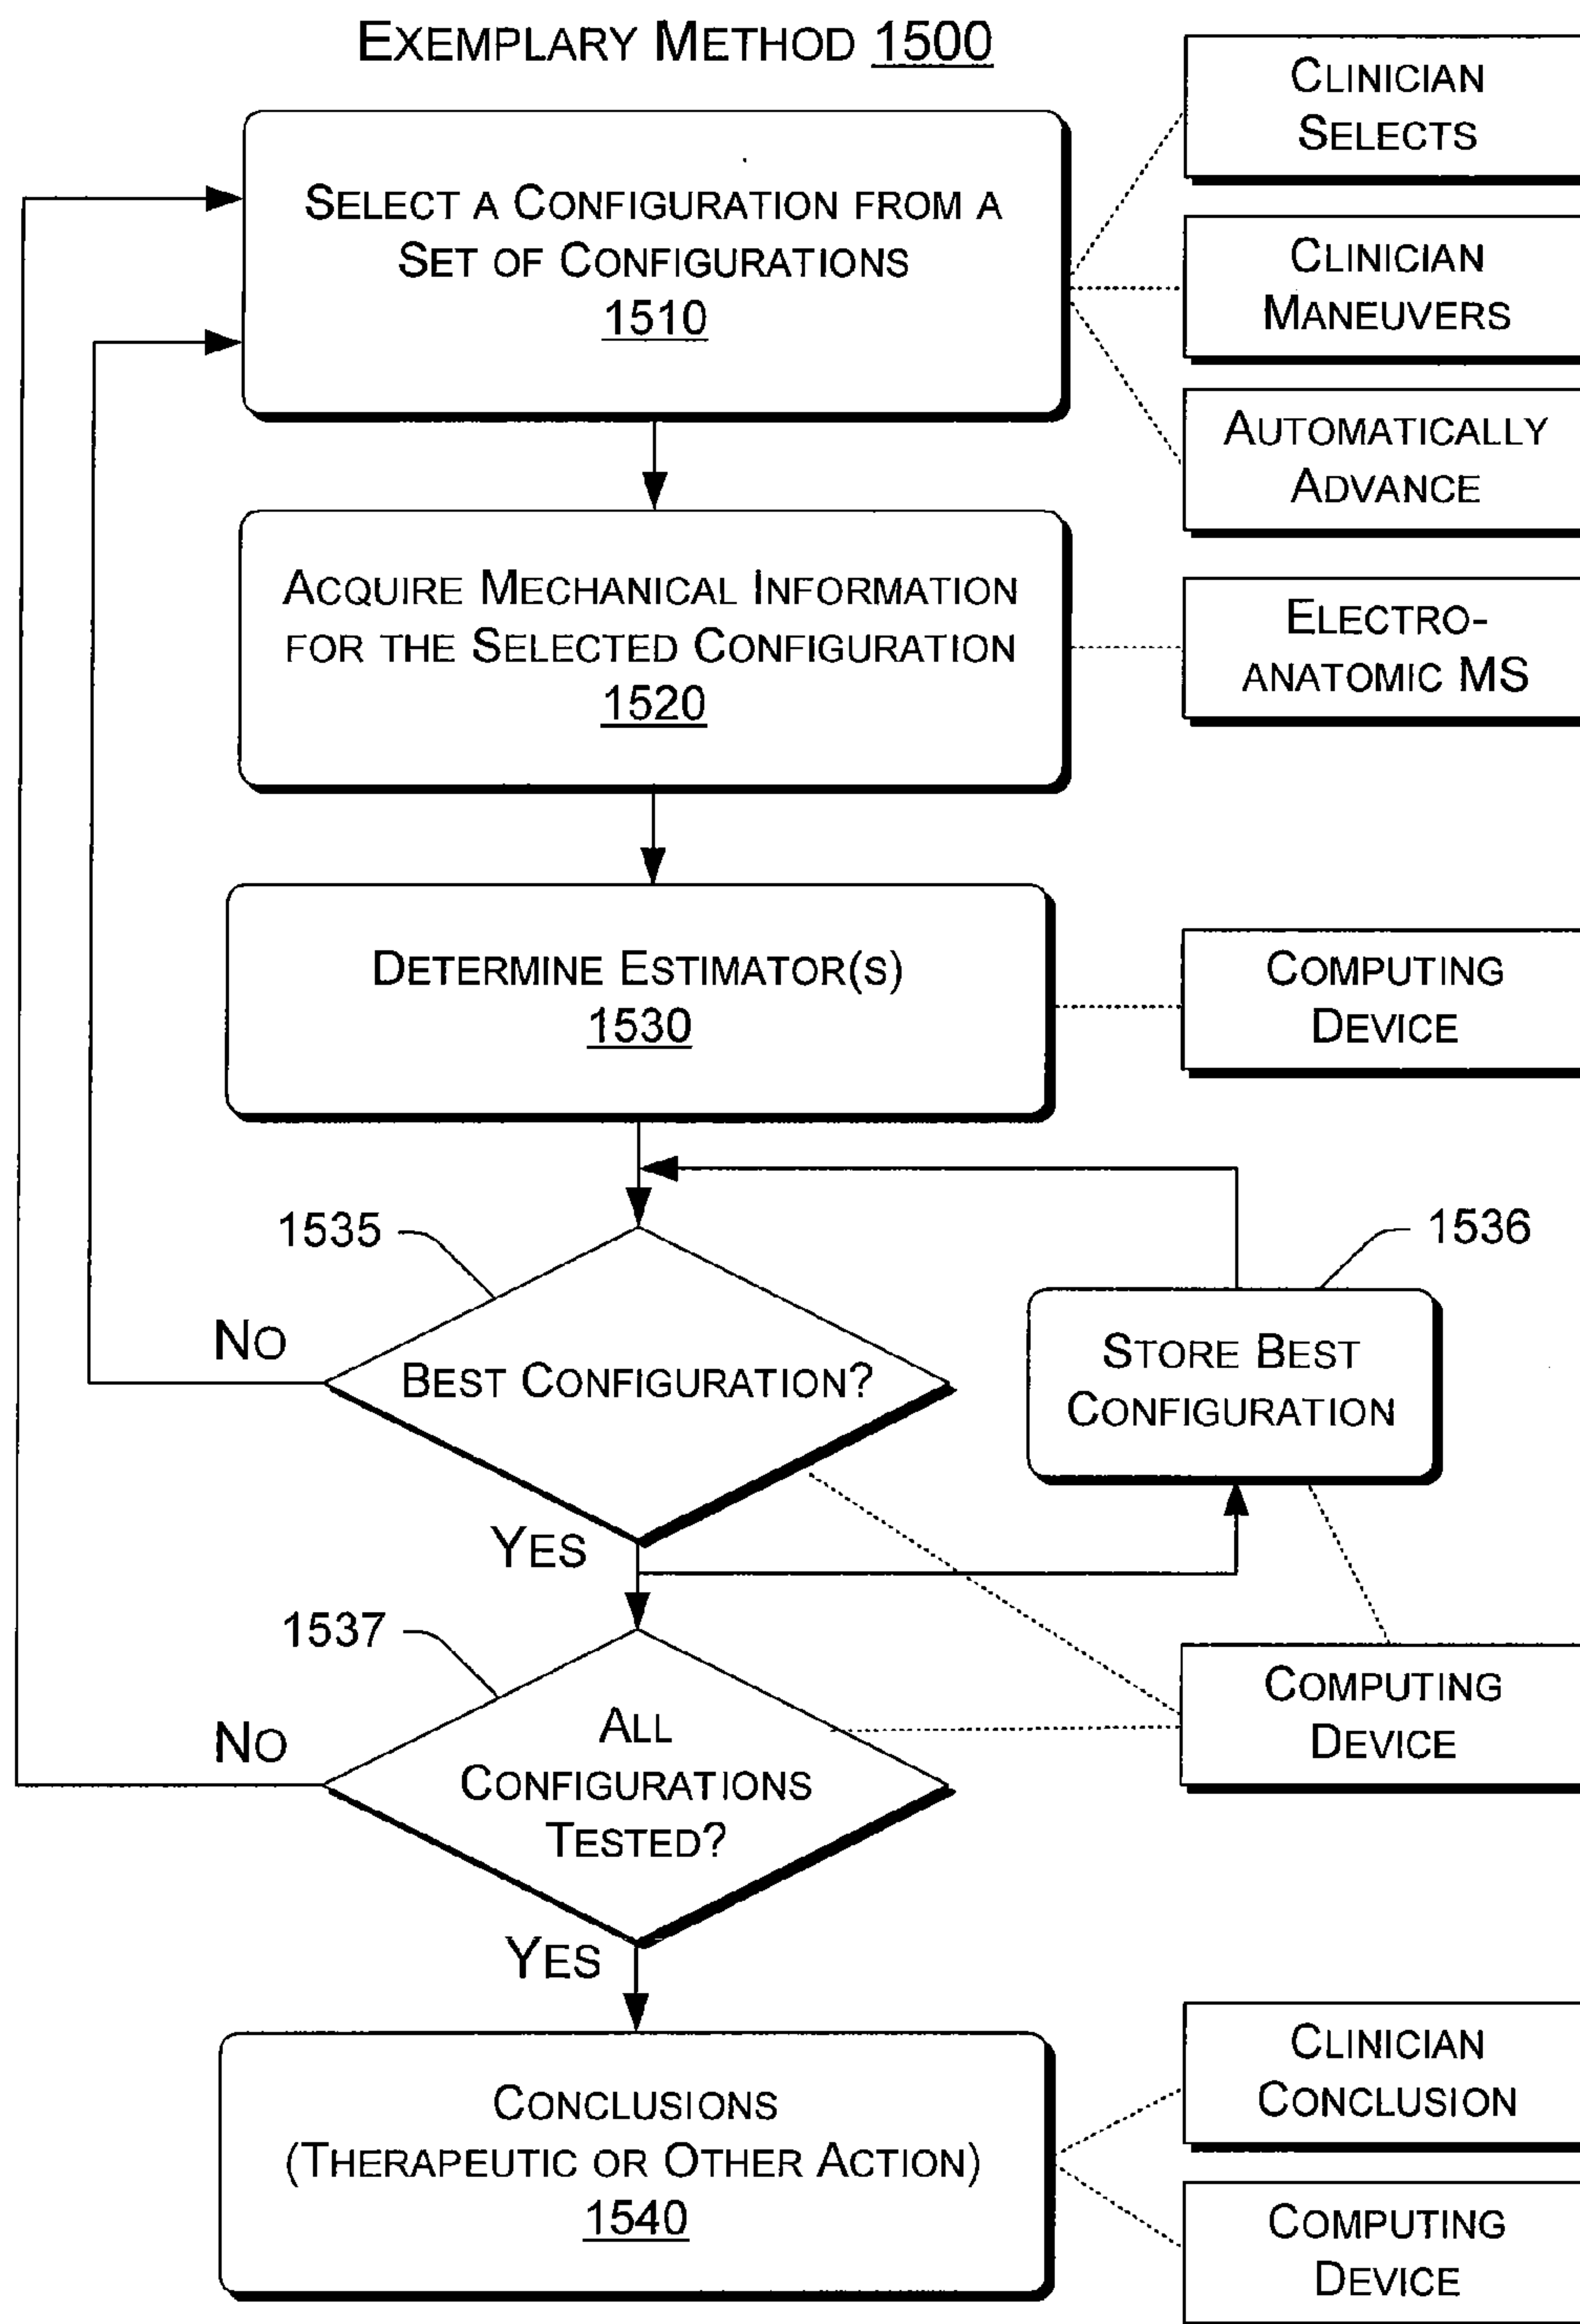 EXEMPLARY METHOD 1500
CLINICIAN
SELECTS
SELECT A CONFIGURATION FROM A
SET OF CONFIGURATIONS
1510
CLINICIAN
MANEUVERS
AUTOMATICALLY
ADVANCE
ACQUIRE MECHANICAL INFORMATION
FOR THE SELECTED CONFIGURATION
1520
ELECTRO-
ANATOMIC MS
DETERMINE ESTIMATOR(S)
1530
COMPUTING
DEVICE
1535
1536
NO
BEST CONFIGURATION?
STORE BEST
CONFIGURATION
YES
1537
NO
ALL
CONFIGURATIONS
TESTED?
COMPUTING
DEVICE
YES
CONCLUSIONS
(THERAPEUTIC OR OTHER ACTION)
1540
CLINICIAN
CONCLUSION
COMPUTING
DEVICE